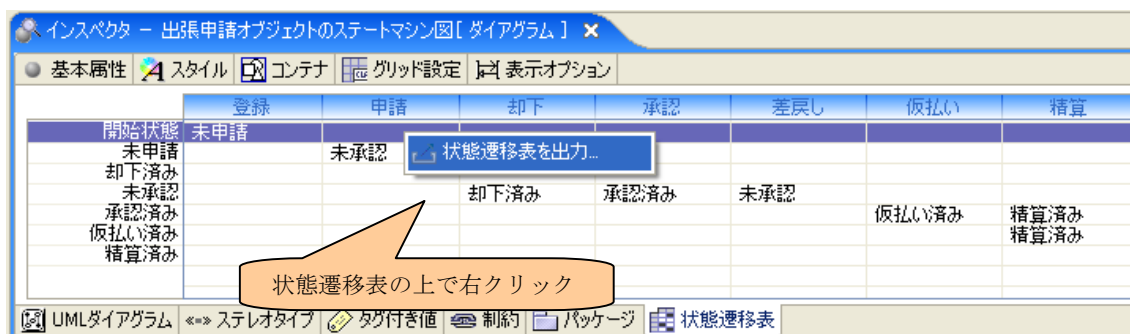 インスペクタ － 出張申請オブジェクトのステートマシン図[ ダイアグラム ]
基本属性 スタイル コンテナ グリッド設定 表示オプション
登録 申請 却下 承認 差戻し 仮払い 精算
開始状態 未申請
未申請 未承認
状態遷移表を出力...
却下済み
未承認 却下済み 承認済み 未承認
承認済み 仮払い済み 精算済み
仮払い済み 精算済み
精算済み
状態遷移表の上で右クリック
UMLダイアグラム «=» ステレオタイプ タグ付き値 制約 パッケージ 状態遷移表